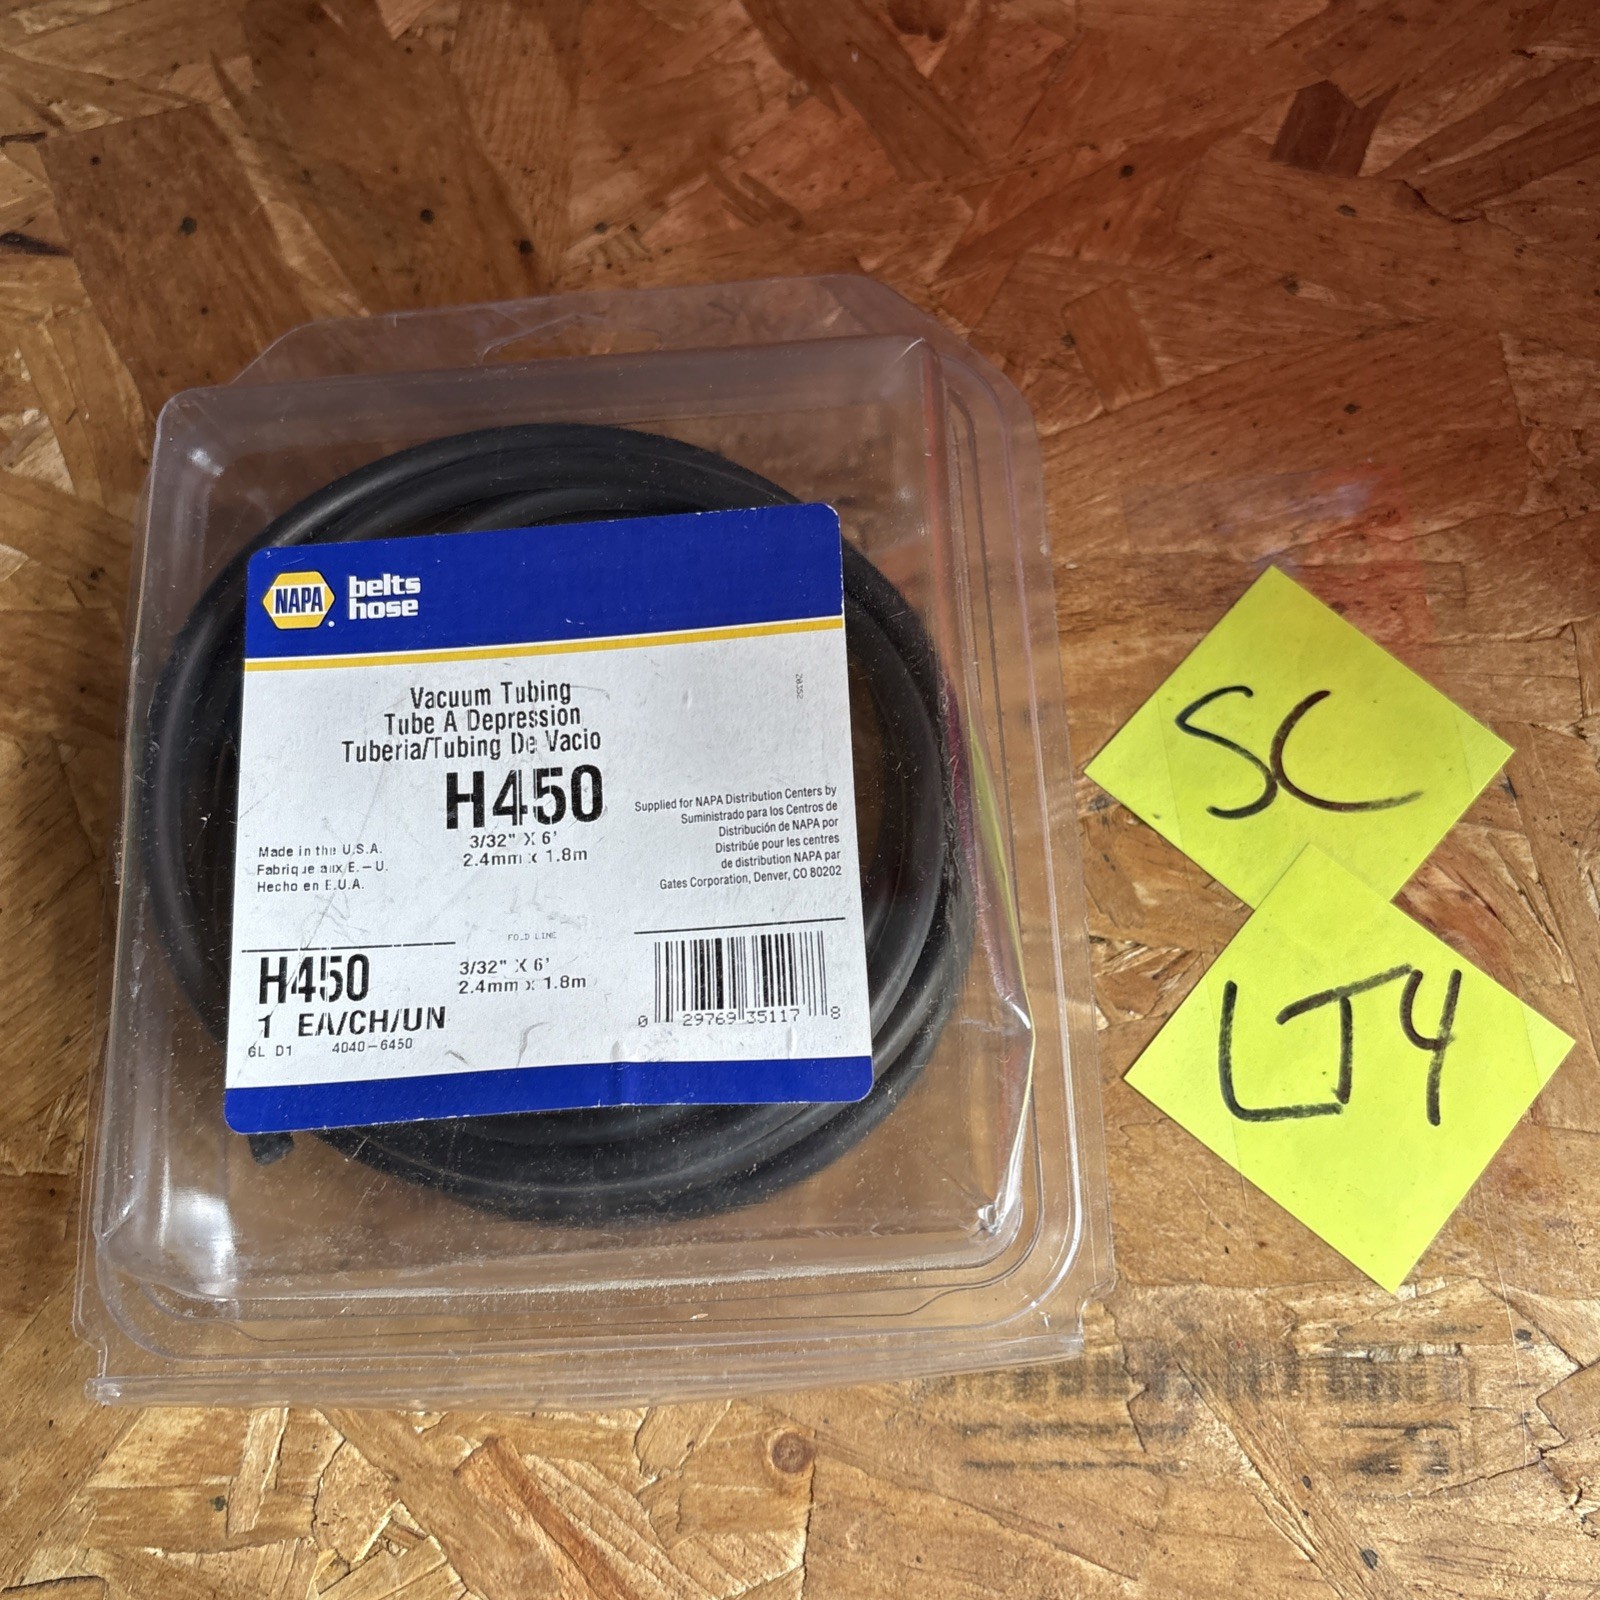 NAPA
belts
hose
20352
Vacuum Tubing
Tube A Depression
Tuberia/Tubing De Vacio
H450
3/32" X 6'
2.4mm x 1.8m
Made in the U.S.A.
Fabrique aux E.-U.
Hecho en E.U.A.
Supplied for NAPA Distribution Centers by
Suministrado para los Centros de
Distribución de NAPA por
Distribúe pour les centres
de distribution NAPA par
Gates Corporation, Denver, CO 80202
FOLD LINE
H450
3/32" X 6'
2.4mm x 1.8m
1 EA/CH/UN
GL D1 4040-6450
0 29769 35117 8
SC
LJ4